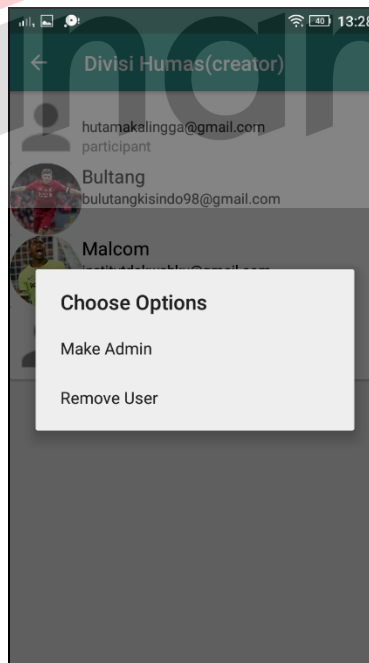 40 13:28
Divisi Humas(creator)
hutamakalingga@gmail.com
participant
Bultang
bulutangkisindo98@gmail.com
Malcom
Choose Options
Make Admin
Remove User